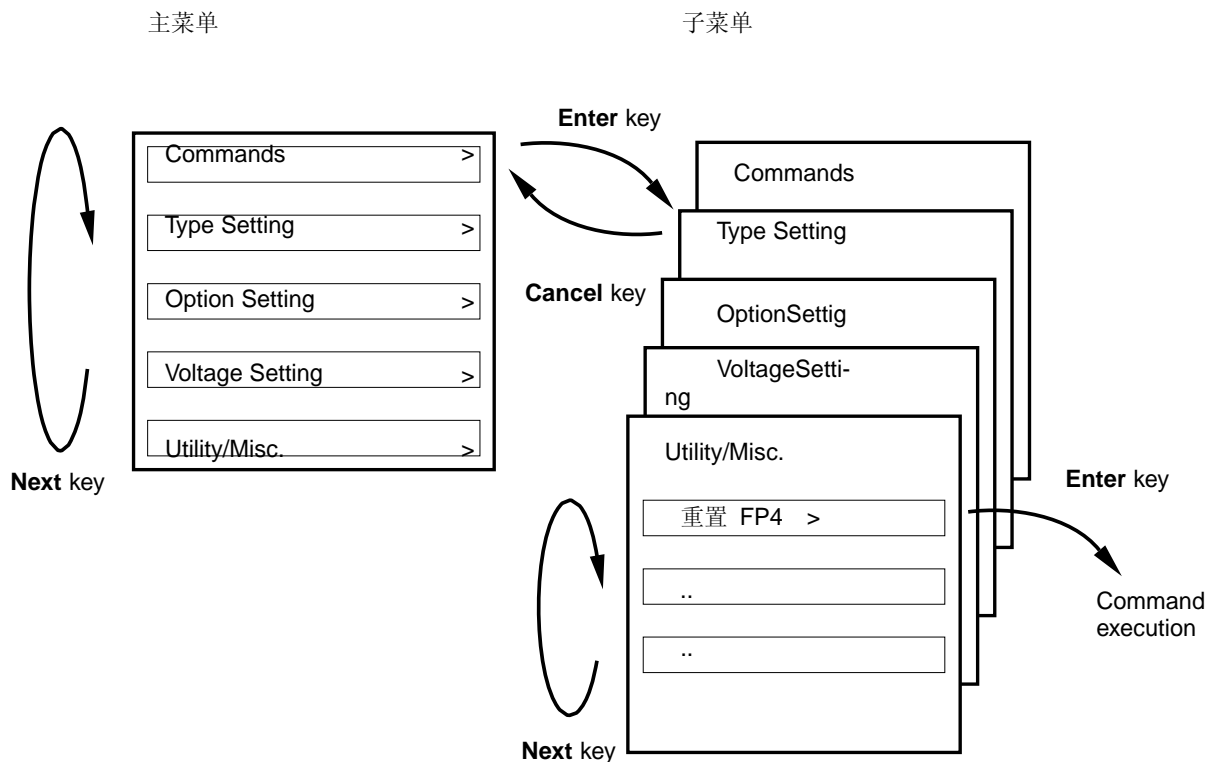 主菜单
子菜单
Enter key
Commands >
Type Setting >
Option Setting >
Voltage Setting >
Utility/Misc. >
Next key
Cancel key
Commands
Type Setting
OptionSettig
VoltageSetti-
ng
Utility/Misc.
重置 FP4 >
..
..
Next key
Enter key
Command
execution